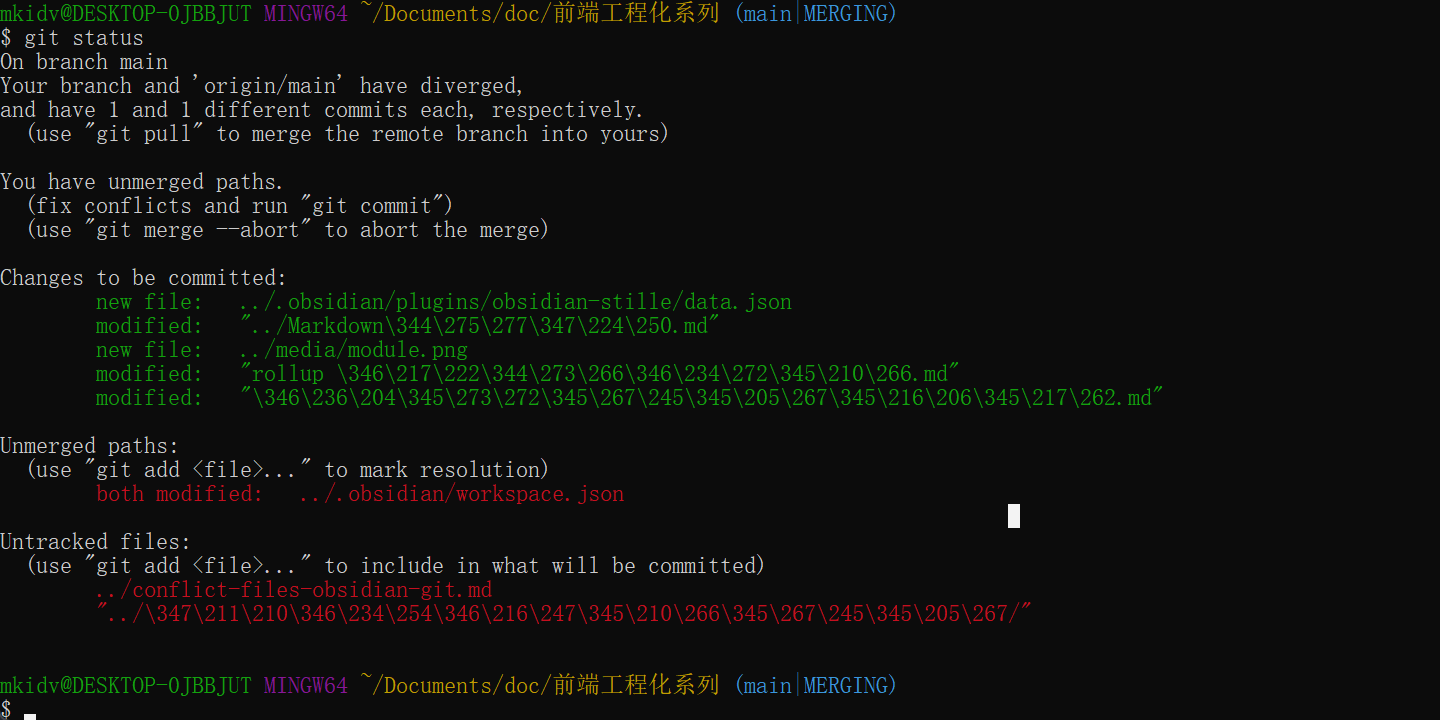 mkidv@DESKTOP-0JBBJUT MINGW64 ~/Documents/doc/前端工程化系列 (main|MERGING)
$ git status
On branch main
Your branch and 'origin/main' have diverged,
and have 1 and 1 different commits each, respectively.
  (use "git pull" to merge the remote branch into yours)

You have unmerged paths.
  (fix conflicts and run "git commit")
  (use "git merge --abort" to abort the merge)

Changes to be committed:
        new file:   ../.obsidian/plugins/obsidian-stille/data.json
        modified:   "../Markdown\344\275\277\347\224\250.md"
        new file:   ../media/module.png
        modified:   "rollup \346\217\222\344\273\266\346\234\272\345\210\266.md"
        modified:   "\346\236\204\345\273\272\345\267\245\345\205\267\345\216\206\345\217\262.md"

Unmerged paths:
  (use "git add <file>..." to mark resolution)
        both modified:   ../.obsidian/workspace.json

Untracked files:
  (use "git add <file>..." to include in what will be committed)
        ../conflict-files-obsidian-git.md
        "../\347\211\210\346\234\254\346\216\247\345\210\266\345\267\245\345\205\267/"

mkidv@DESKTOP-0JBBJUT MINGW64 ~/Documents/doc/前端工程化系列 (main|MERGING)
$